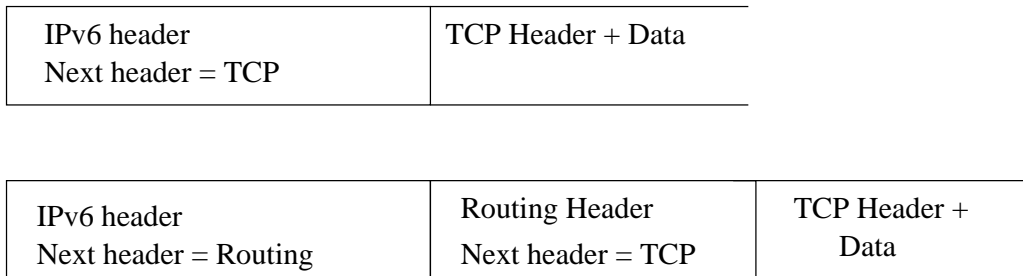 IPv6 header
Next header = TCP
TCP Header + Data
IPv6 header
Next header = Routing
Routing Header
Next header = TCP
TCP Header +
Data